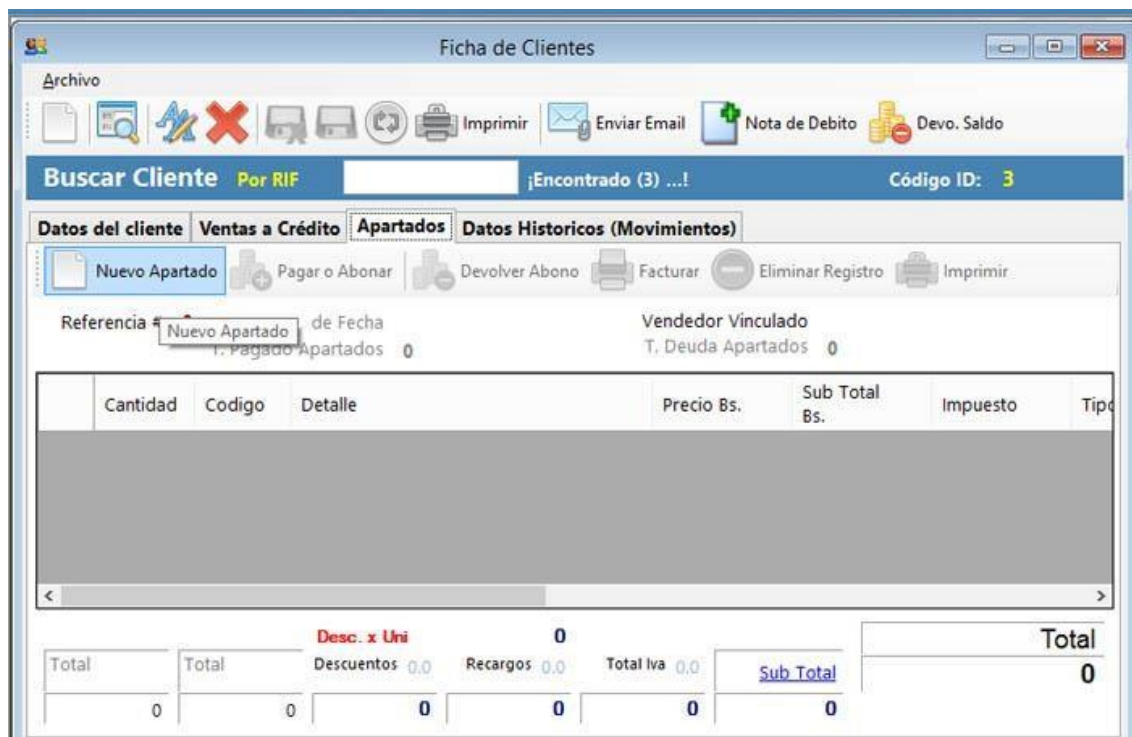 Ficha de Clientes
Archivo
Imprimir Enviar Email Nota de Debito Devo. Saldo
Buscar Cliente Por RIF ¡Encontrado (3) ...! Código ID: 3
Datos del cliente Ventas a Crédito Apartados Datos Historicos (Movimientos)
Nuevo Apartado Pagar o Abonar Devolver Abono Facturar Eliminar Registro Imprimir
Referencia # de Fecha Vendedor Vinculado
Nuevo Apartado
T. Pagado Apartados 0 T. Deuda Apartados 0
Cantidad Codigo Detalle Precio Bs. Sub Total Bs. Impuesto Tipo
Desc. x Uni 0 Total
Total Total Descuentos 0.0 Recargos 0.0 Total Iva 0.0 Sub Total 0
0 0 0 0 0 0